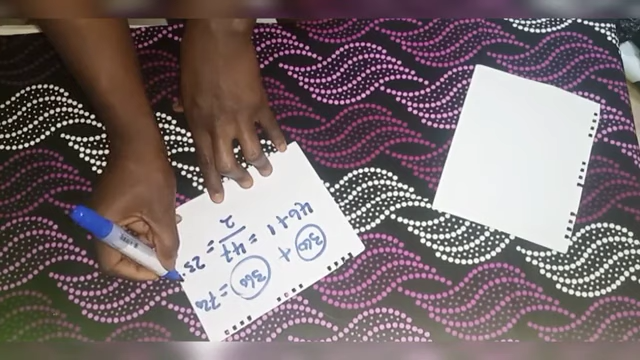 360 + 360 = 720
46 + 1 = 47 = 23
2